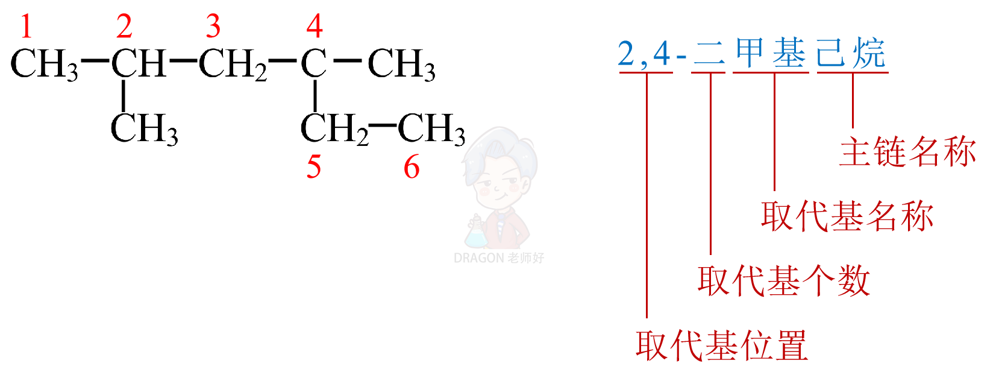 1 2 3 4
CH₃—CH—CH₂—C—CH₃
CH₃ CH₂—CH₃
5 6
2,4-二甲基己烷
主链名称
取代基名称
取代基个数
取代基位置
DRAGON 老师好